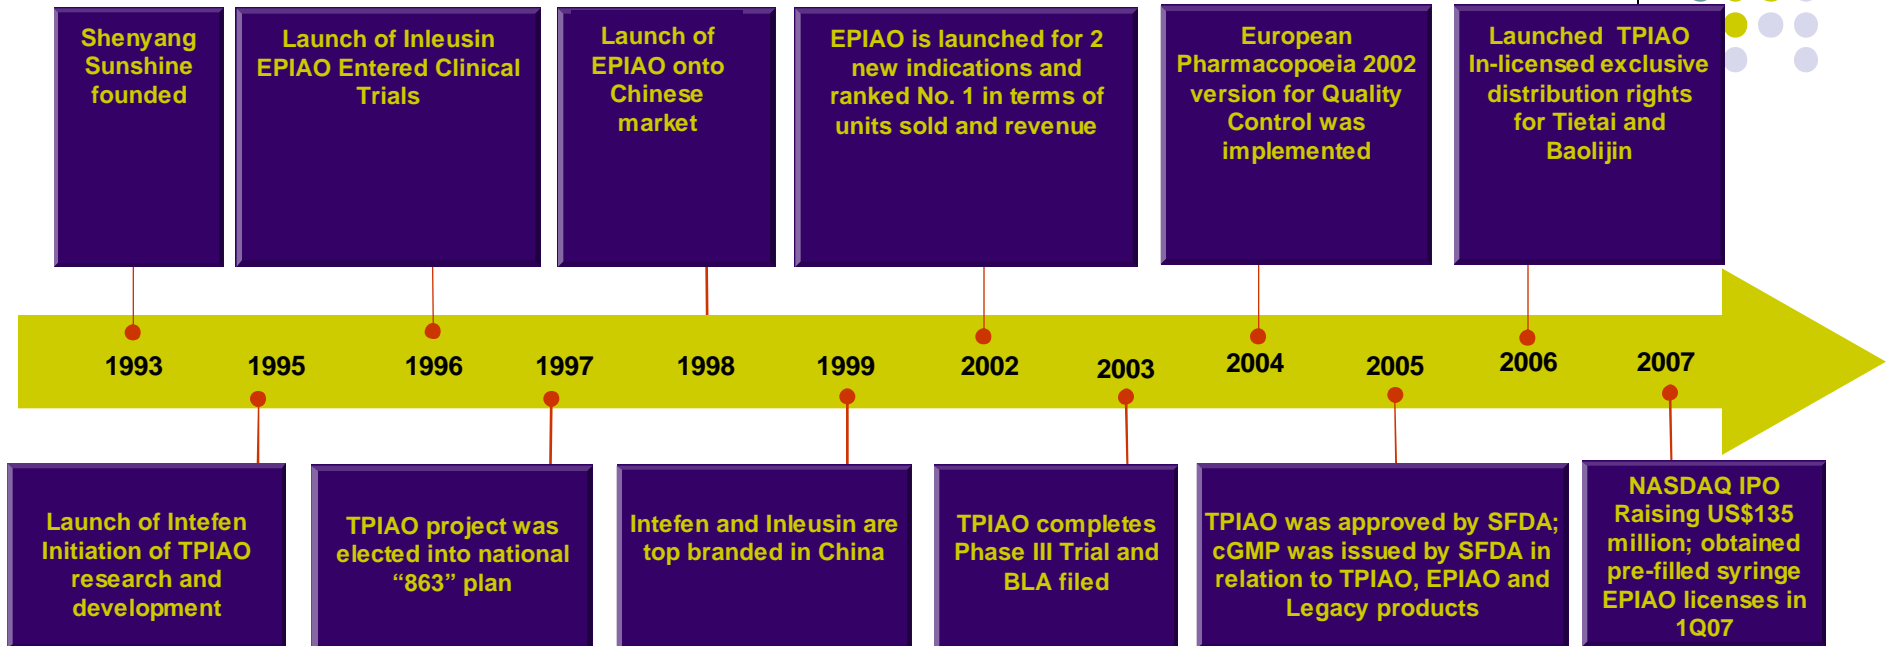 Shenyang
Sunshine
founded
Launch of Inleusin
EPIAO Entered Clinical
Trials
Launch of
EPIAO onto
Chinese
market
EPIAO is launched for 2
new indications and
ranked No. 1 in terms of
units sold and revenue
European
Pharmacopoeia 2002
version for Quality
Control was
implemented
Launched TPIAO
In-licensed exclusive
distribution rights
for Tietai and
Baolijin
1993
1995
1996
1997
1998
1999
2002
2003
2004
2005
2006
2007
Launch of Intefen
Initiation of TPIAO
research and
development
TPIAO project was
elected into national
“863” plan
Intefen and Inleusin are
top branded in China
TPIAO completes
Phase III Trial and
BLA filed
TPIAO was approved by SFDA;
cGMP was issued by SFDA in
relation to TPIAO, EPIAO and
Legacy products
NASDAQ IPO
Raising US$135
million; obtained
pre-filled syringe
EPIAO licenses in
1Q07